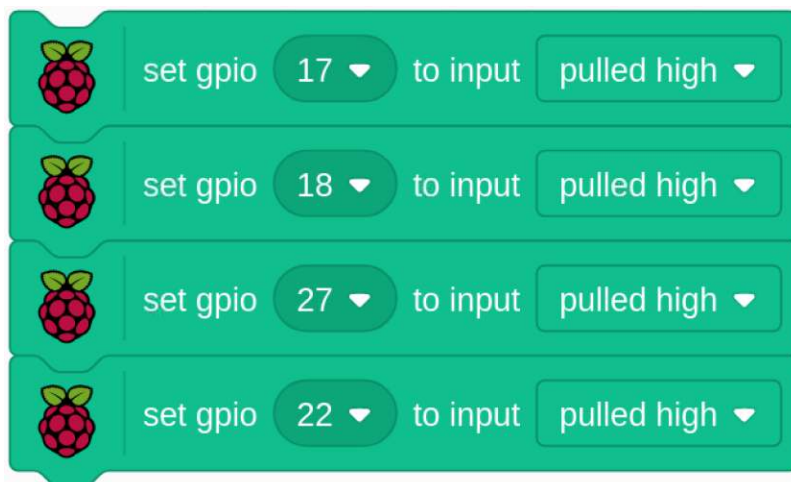 set gpio 17 to input pulled high
set gpio 18 to input pulled high
set gpio 27 to input pulled high
set gpio 22 to input pulled high